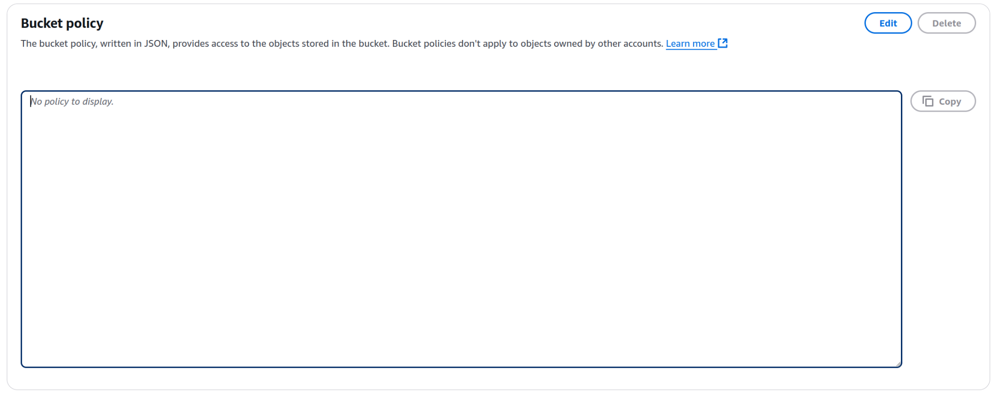 Bucket policy
Edit
Delete
The bucket policy, written in JSON, provides access to the objects stored in the bucket. Bucket policies don't apply to objects owned by other accounts. Learn more
No policy to display.
Copy